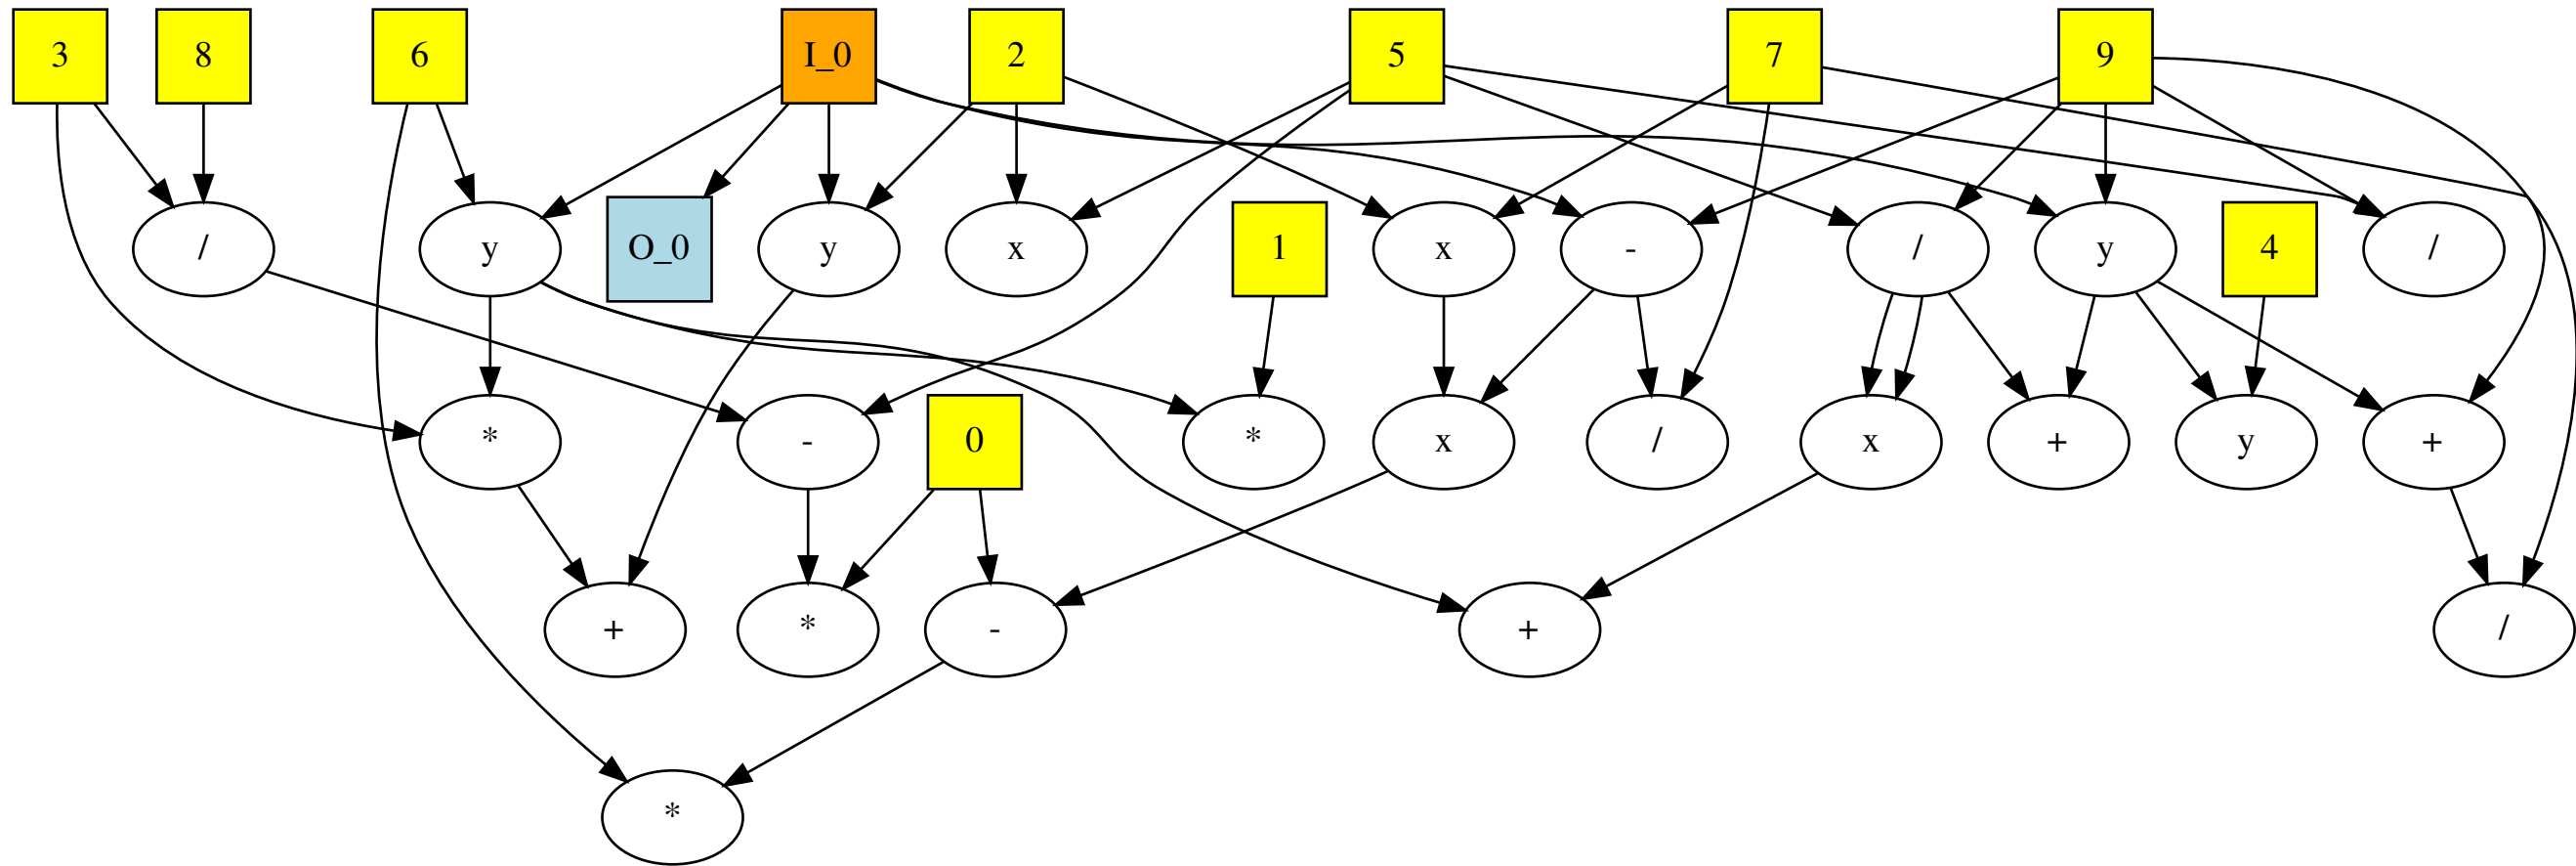 3 8 6 I_0 2 5 7 9
/ y O_0 y x 1 x - / y 4 /
* - 0 * x / x + y +
+ * - + /
*